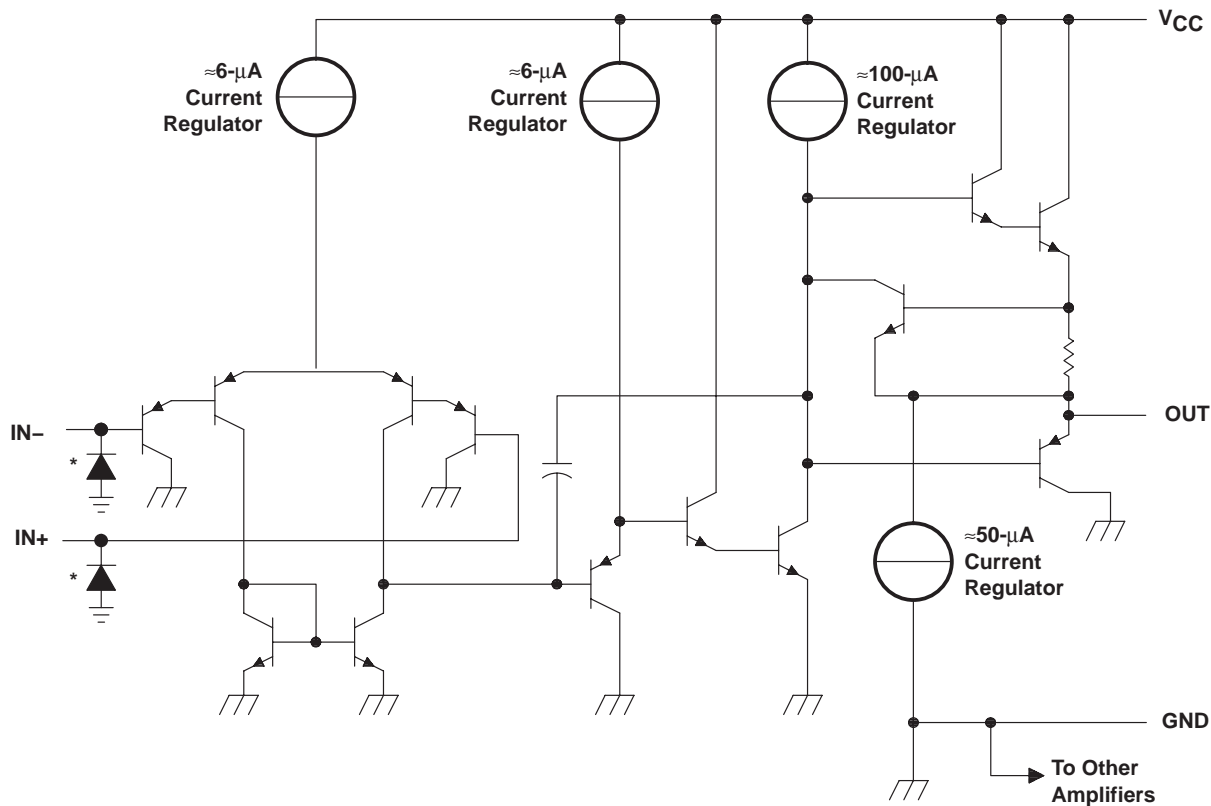 VCC
≈6-μA
Current
Regulator
≈6-μA
Current
Regulator
≈100-μA
Current
Regulator
IN−
*
OUT
IN+
*
≈50-μA
Current
Regulator
GND
To Other
Amplifiers